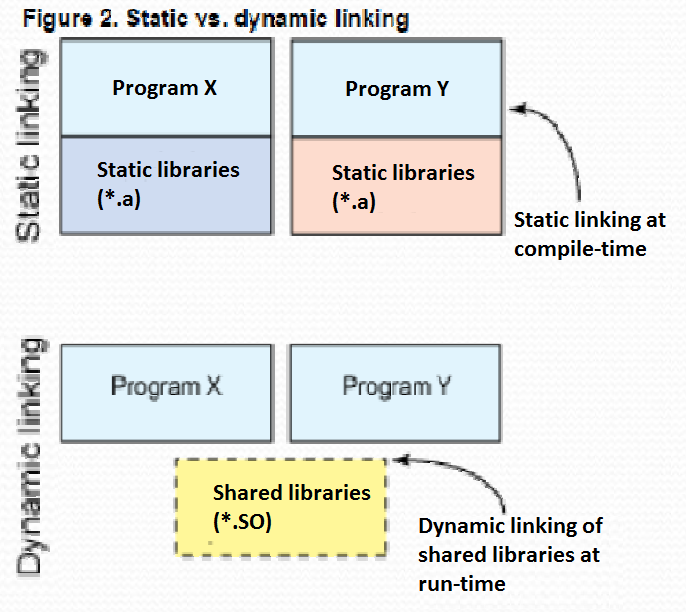 Figure 2. Static vs. dynamic linking
Static linking
Program X
Program Y
Static libraries
(*.a)
Static libraries
(*.a)
Static linking at
compile-time
Dynamic linking
Program X
Program Y
Shared libraries
(*.SO)
Dynamic linking of
shared libraries at
run-time